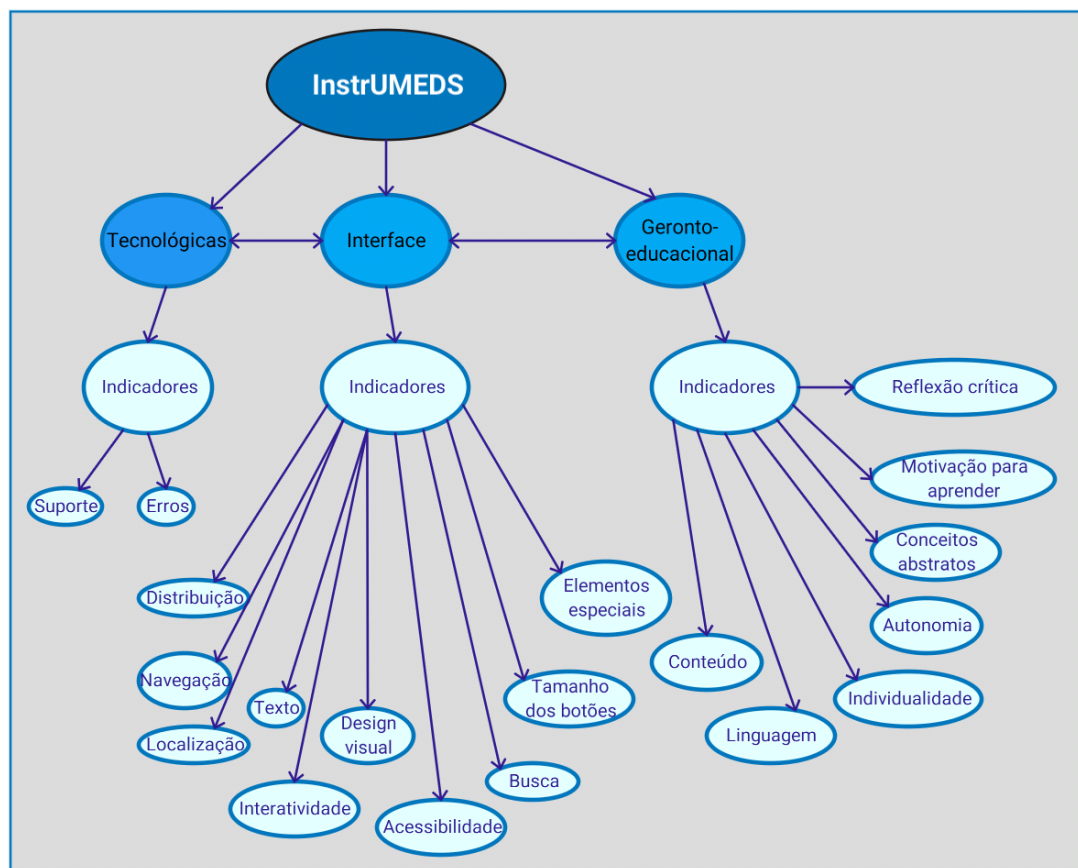 InstrUMEDS
Tecnológicas
Interface
Geronto-
educacional
Indicadores
Indicadores
Indicadores
Reflexão crítica
Motivação para
aprender
Suporte
Erros
Conceitos
abstratos
Distribuição
Elementos
especiais
Autonomia
Conteúdo
Navegação
Texto
Tamanho
dos botões
Individualidade
Localização
Design
visual
Linguagem
Busca
Interatividade
Acessibilidade